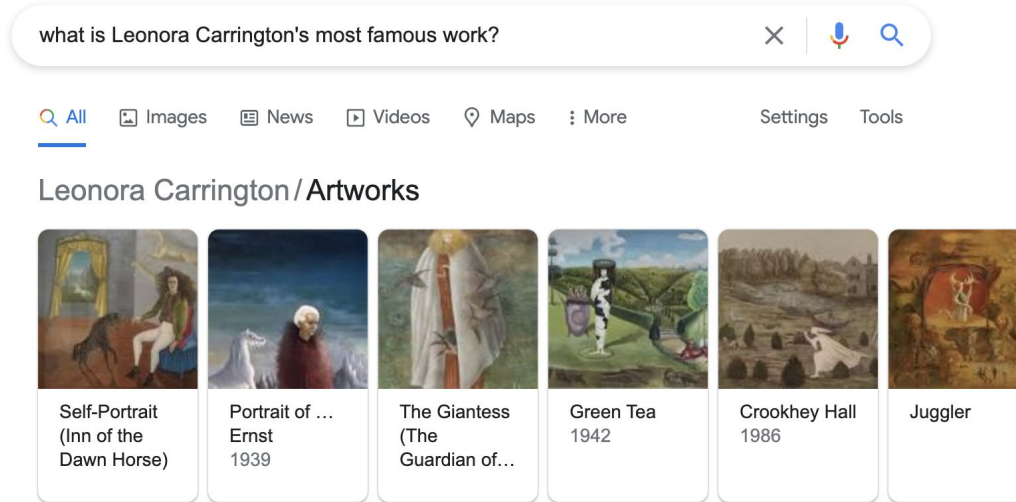 what is Leonora Carrington's most famous work?
All Images News Videos Maps More Settings Tools
Leonora Carrington/Artworks
Self-Portrait
(Inn of the
Dawn Horse)
Portrait of ...
Ernst
1939
The Giantess
(The
Guardian of...
Green Tea
1942
Crookhey Hall
1986
Juggler